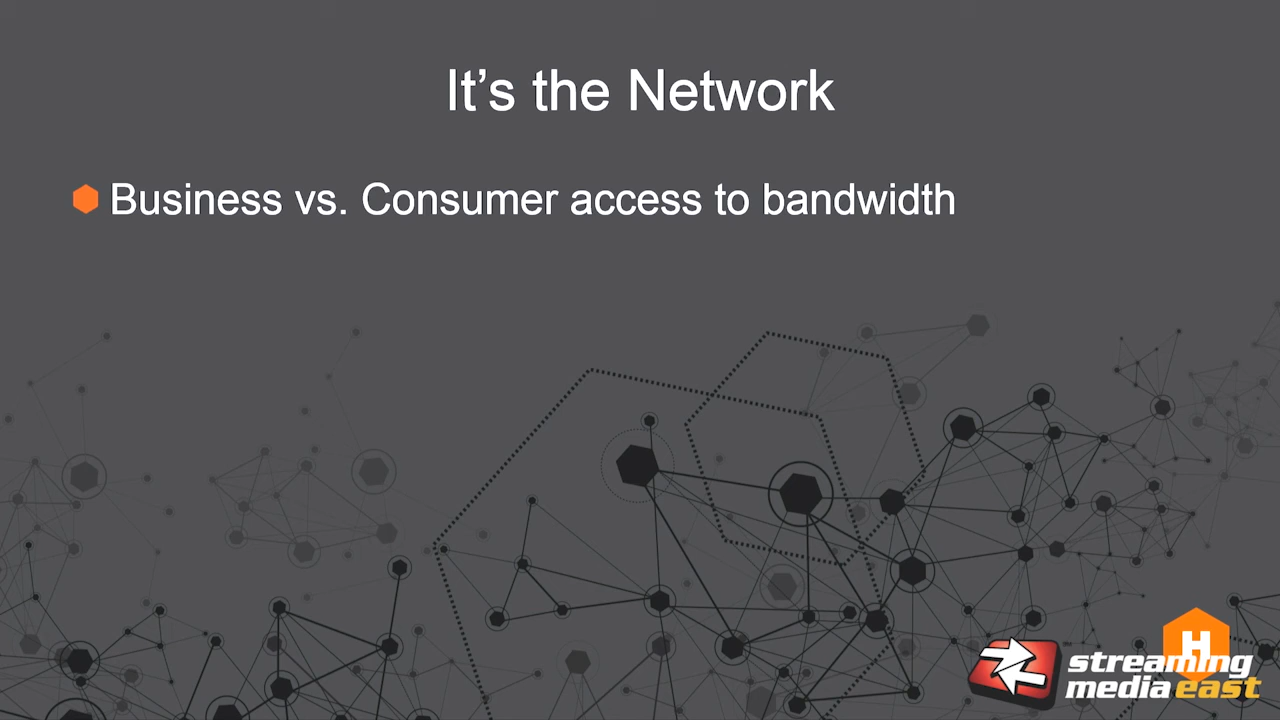 It’s the Network
Business vs. Consumer access to bandwidth
H
streaming
media east